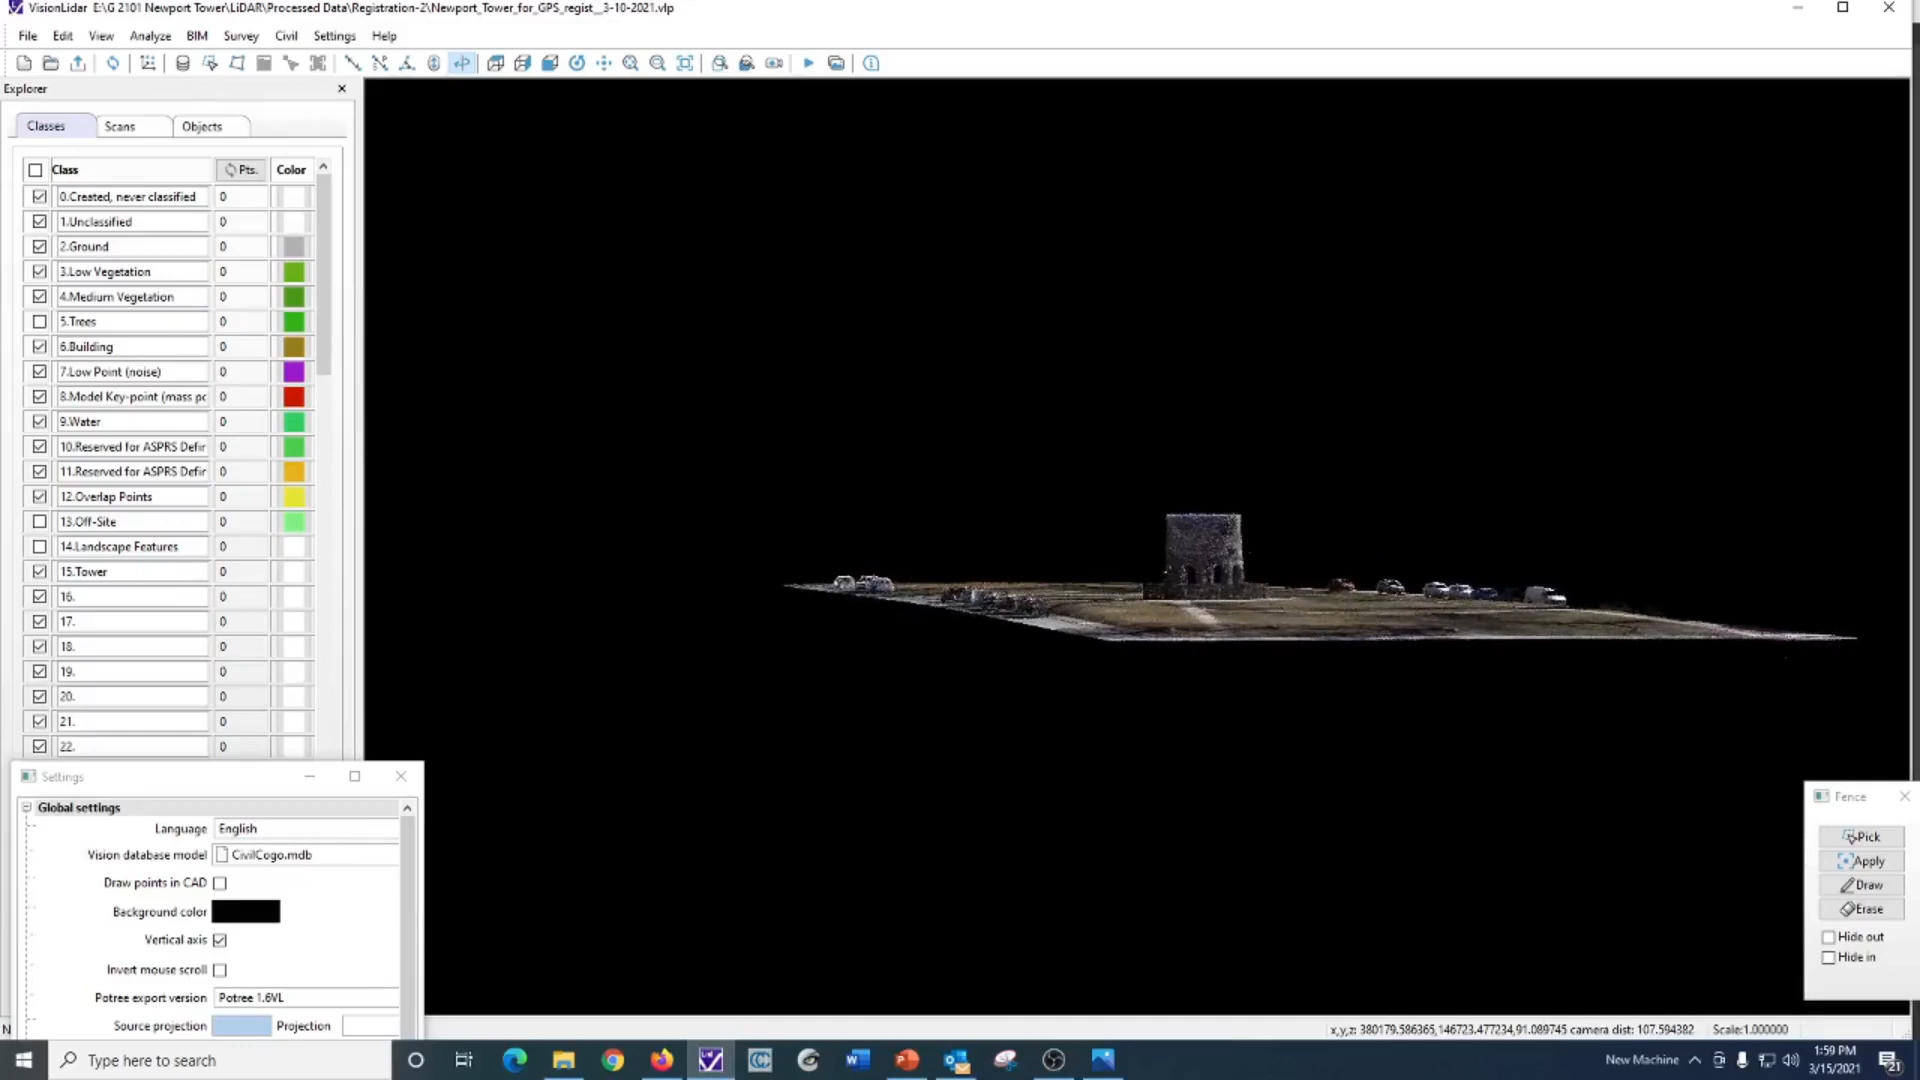 VisionLidar E:\G 2101 Newport Tower\LiDAR\Processed Data\Registration-2\Newport_Tower_for_GPS_regist__3-10-2021.vlp
File Edit View Analyze BIM Survey Civil Settings Help
Explorer
Classes Scans Objects
Class Pts. Color
0.Created, never classified 0
1.Unclassified 0
2.Ground 0
3.Low Vegetation 0
4.Medium Vegetation 0
5.Trees 0
6.Building 0
7.Low Point (noise) 0
8.Model Key-point (mass pc 0
9.Water 0
10.Reserved for ASPRS Defir 0
11.Reserved for ASPRS Defir 0
12.Overlap Points 0
13.Off-Site 0
14.Landscape Features 0
15.Tower 0
16. 0
17. 0
18. 0
19. 0
20. 0
21. 0
22. 0
Settings
Global settings
Language English
Vision database model CivilCogo.mdb
Draw points in CAD
Background color
Vertical axis
Invert mouse scroll
Potree export version Potree 1.6VL
Source projection Projection
Fence
Pick
Apply
Draw
Erase
Hide out
Hide in
x,y,z: 380179.586365,146723.477234,91.089745 camera dist: 107.594382 Scale:1.000000
Type here to search
New Machine
1:59 PM
3/15/2021
21